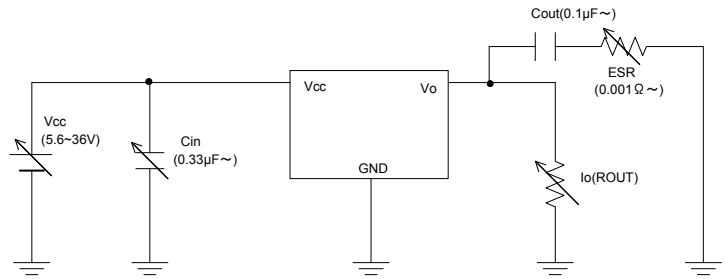 Cout(0.1µF～)
ESR
(0.001Ω～)
Vcc
Vo
GND
Vcc
(5.6~36V)
Cin
(0.33µF～)
Io(ROUT)